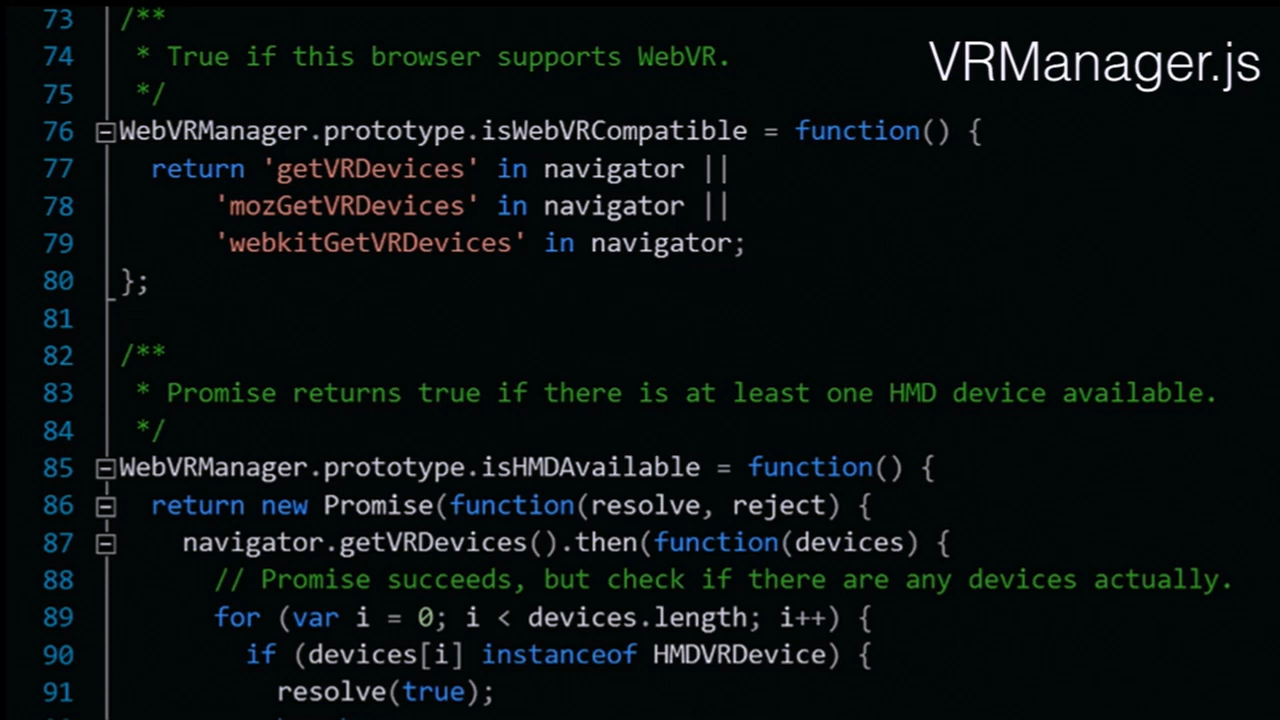 VRManager.js
73 /**
74 * True if this browser supports WebVR.
75 */
76 WebVRManager.prototype.isWebVRCompatible = function() {
77 return 'getVRDevices' in navigator ||
78 'mozGetVRDevices' in navigator ||
79 'webkitGetVRDevices' in navigator;
80 };
81
82 /**
83 * Promise returns true if there is at least one HMD device available.
84 */
85 WebVRManager.prototype.isHMDAvailable = function() {
86 return new Promise(function(resolve, reject) {
87 navigator.getVRDevices().then(function(devices) {
88 // Promise succeeds, but check if there are any devices actually.
89 for (var i = 0; i < devices.length; i++) {
90 if (devices[i] instanceof HMDVRDevice) {
91 resolve(true);